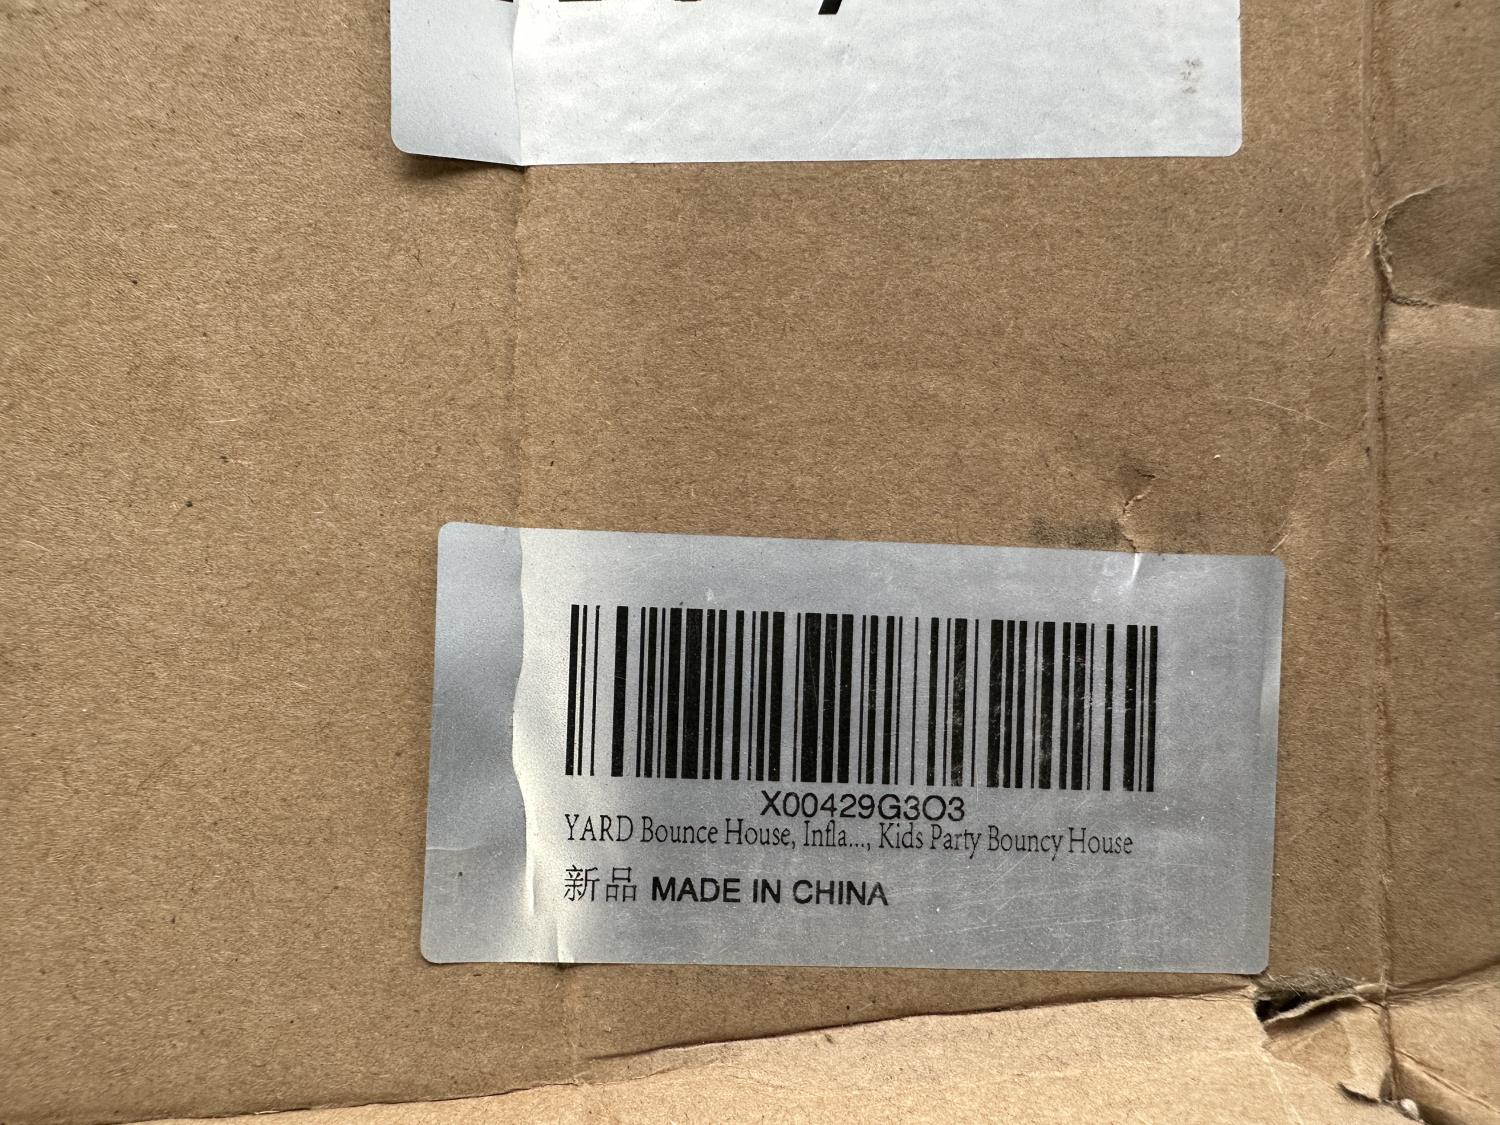 X00429G3O3
YARD Bounce House, Infla..., Kids Party Bouncy House
新品 MADE IN CHINA